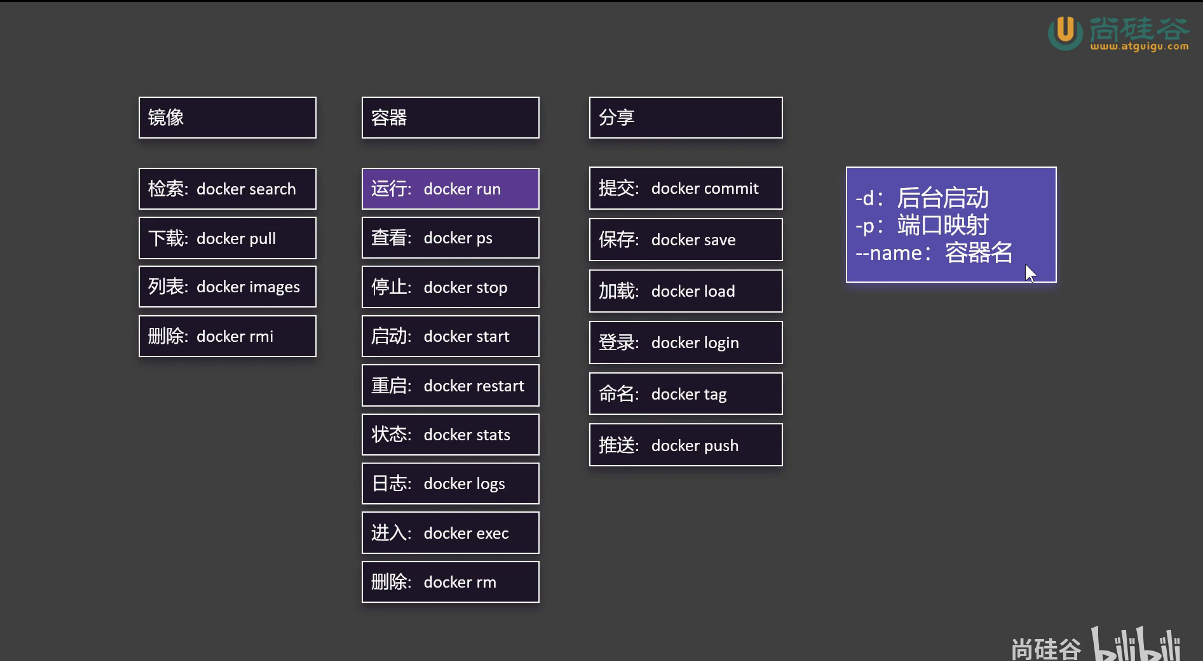 尚硅谷
www.atguigu.com
镜像
检索: docker search
下载: docker pull
列表: docker images
删除: docker rmi
容器
运行: docker run
查看: docker ps
停止: docker stop
启动: docker start
重启: docker restart
状态: docker stats
日志: docker logs
进入: docker exec
删除: docker rm
分享
提交: docker commit
保存: docker save
加载: docker load
登录: docker login
命名: docker tag
推送: docker push
-d：后台启动
-p：端口映射
--name：容器名
尚硅谷 bilibili